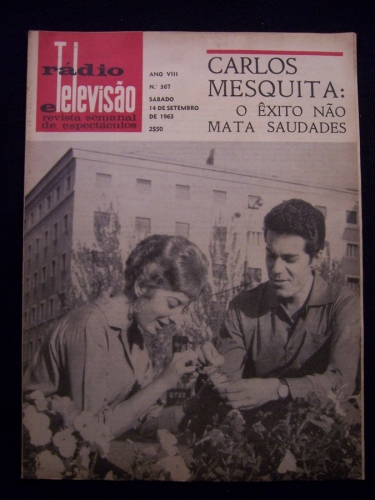 rádio
e Televisão
revista semanal
de espectáculos
ANO VIII
N.º 367
SÁBADO
14 DE SETEMBRO
DE 1963
2$50
CARLOS
MESQUITA:
O ÊXITO NÃO
MATA SAUDADES